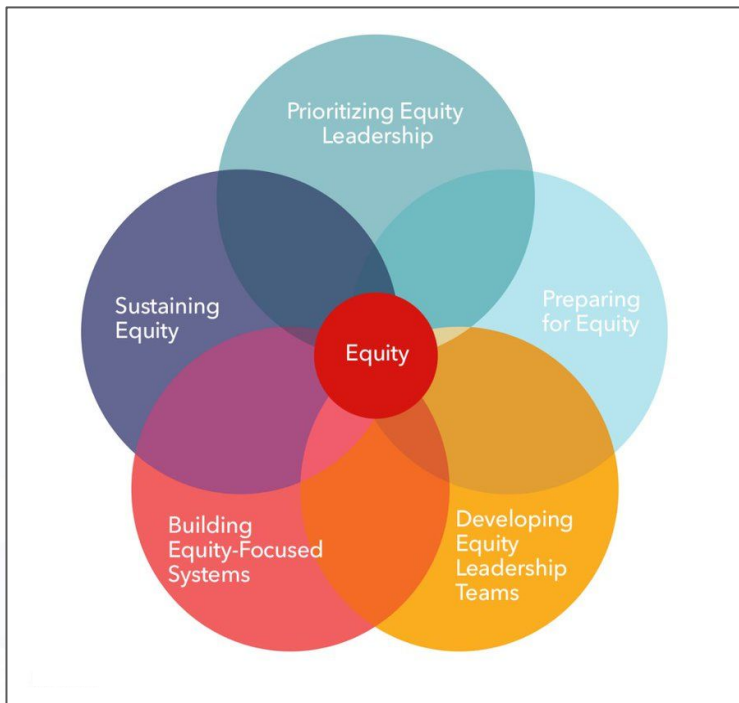 Prioritizing Equity
Leadership
Sustaining
Equity
Preparing
for Equity
Equity
Building
Equity-Focused
Systems
Developing
Equity
Leadership
Teams